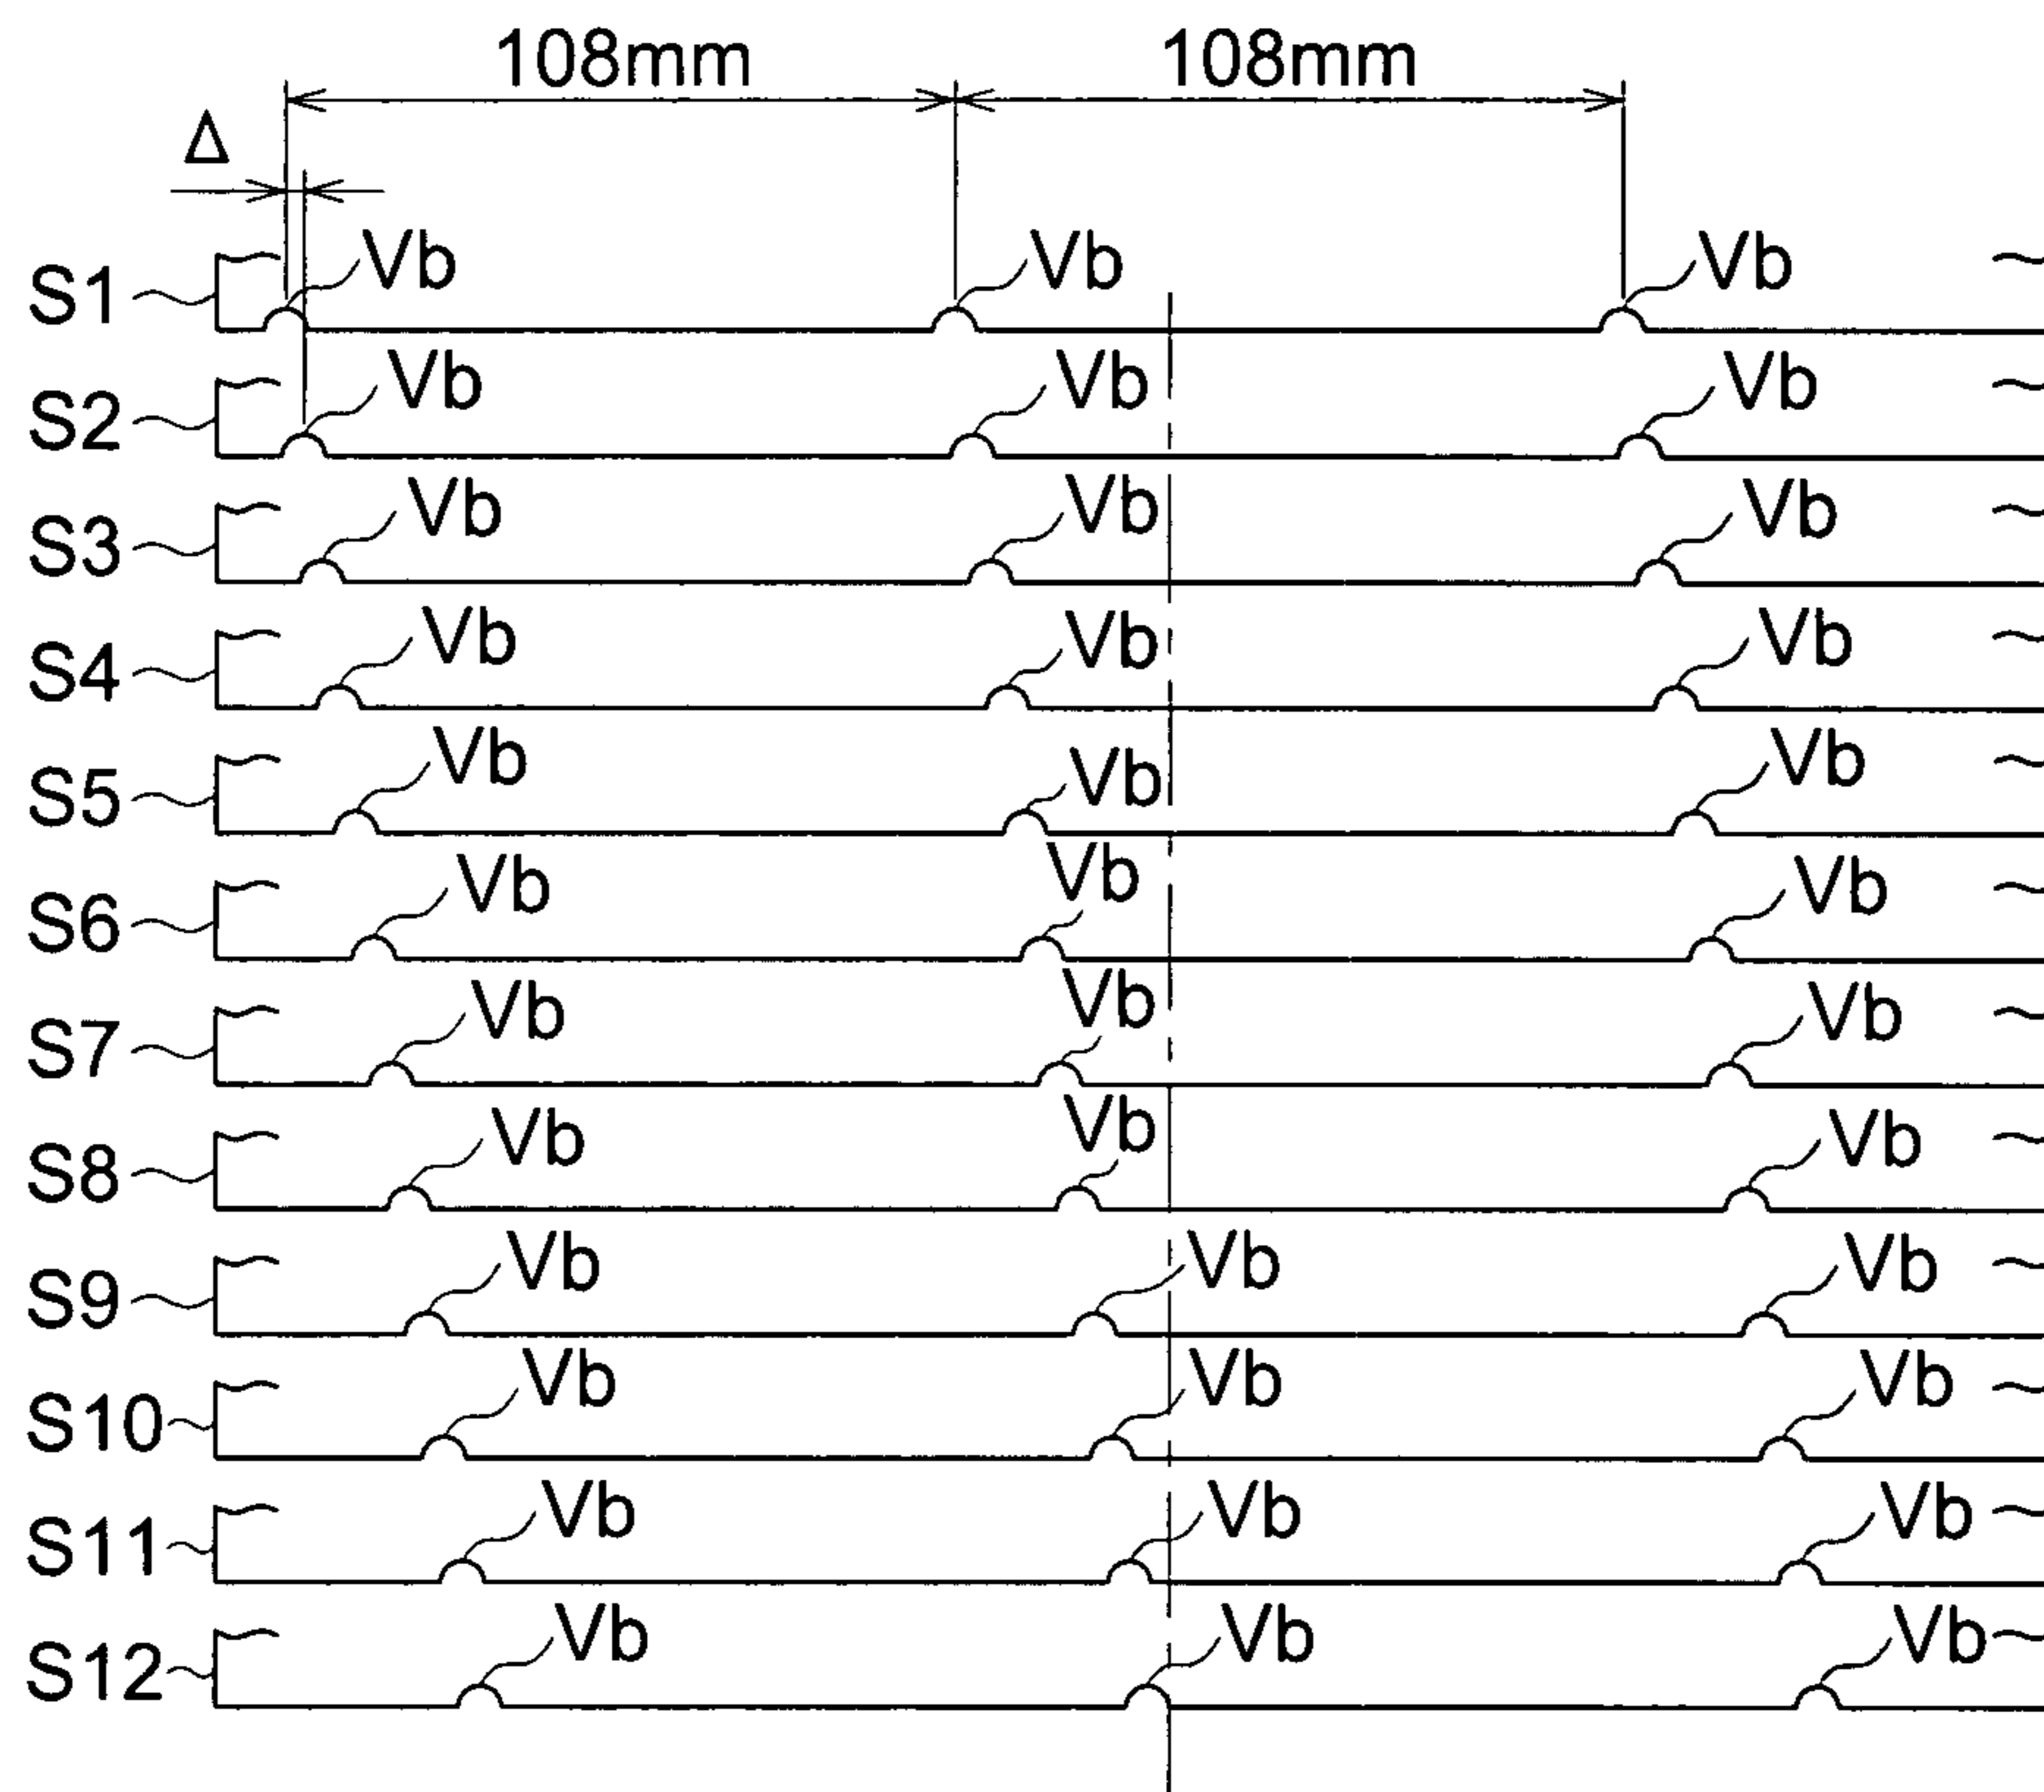 108mm 108mm
Δ
S1 Vb Vb Vb
S2 Vb Vb Vb
S3 Vb Vb Vb
S4 Vb Vb Vb
S5 Vb Vb Vb
S6 Vb Vb Vb
S7 Vb Vb Vb
S8 Vb Vb Vb
S9 Vb Vb Vb
S10 Vb Vb Vb
S11 Vb Vb Vb
S12 Vb Vb Vb